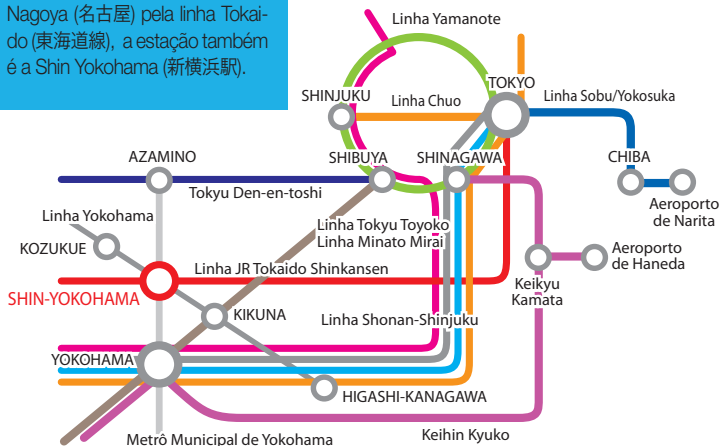 Nagoya (名古屋) pela linha Tokai-
do (東海道線), a estação também
é a Shin Yokohama (新横浜駅).
Linha Yamanote
TOKYO
SHINJUKU
Linha Chuo
Linha Sobu/Yokosuka
AZAMINO
SHIBUYA
SHINAGAWA
CHIBA
Tokyu Den-en-toshi
Aeroporto
de Narita
Linha Yokohama
Linha Tokyu Toyoko
Linha Minato Mirai
KOZUKUE
Aeroporto
de Haneda
Linha JR Tokaido Shinkansen
Keikyu
Kamata
SHIN-YOKOHAMA
KIKUNA
Linha Shonan-Shinjuku
YOKOHAMA
HIGASHI-KANAGAWA
Metrô Municipal de Yokohama
Keihin Kyuko